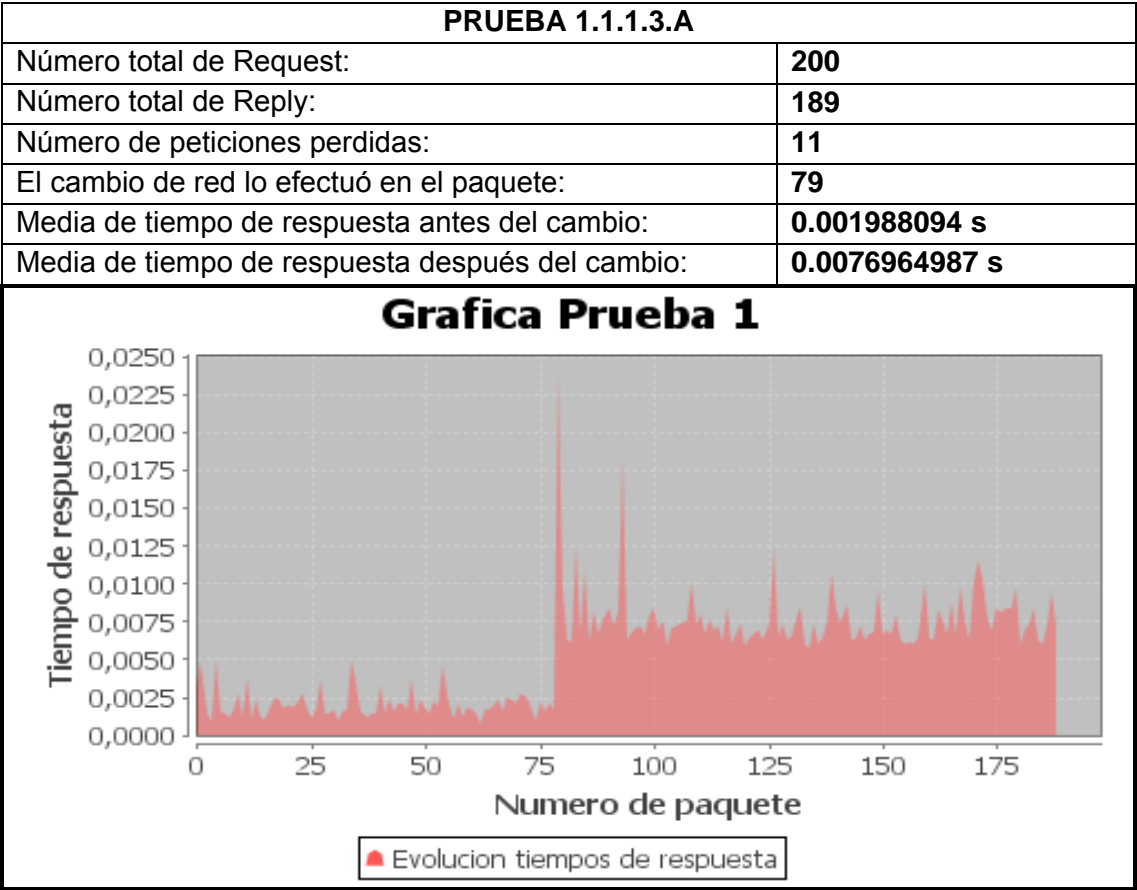 PRUEBA 1.1.1.3.A
Número total de Request: 200
Número total de Reply: 189
Número de peticiones perdidas: 11
El cambio de red lo efectuó en el paquete: 79
Media de tiempo de respuesta antes del cambio: 0.001988094 s
Media de tiempo de respuesta después del cambio: 0.0076964987 s
Grafica Prueba 1
Tiempo de respuesta
0,0250
0,0225
0,0200
0,0175
0,0150
0,0125
0,0100
0,0075
0,0050
0,0025
0,0000
0 25 50 75 100 125 150 175
Numero de paquete
Evolucion tiempos de respuesta